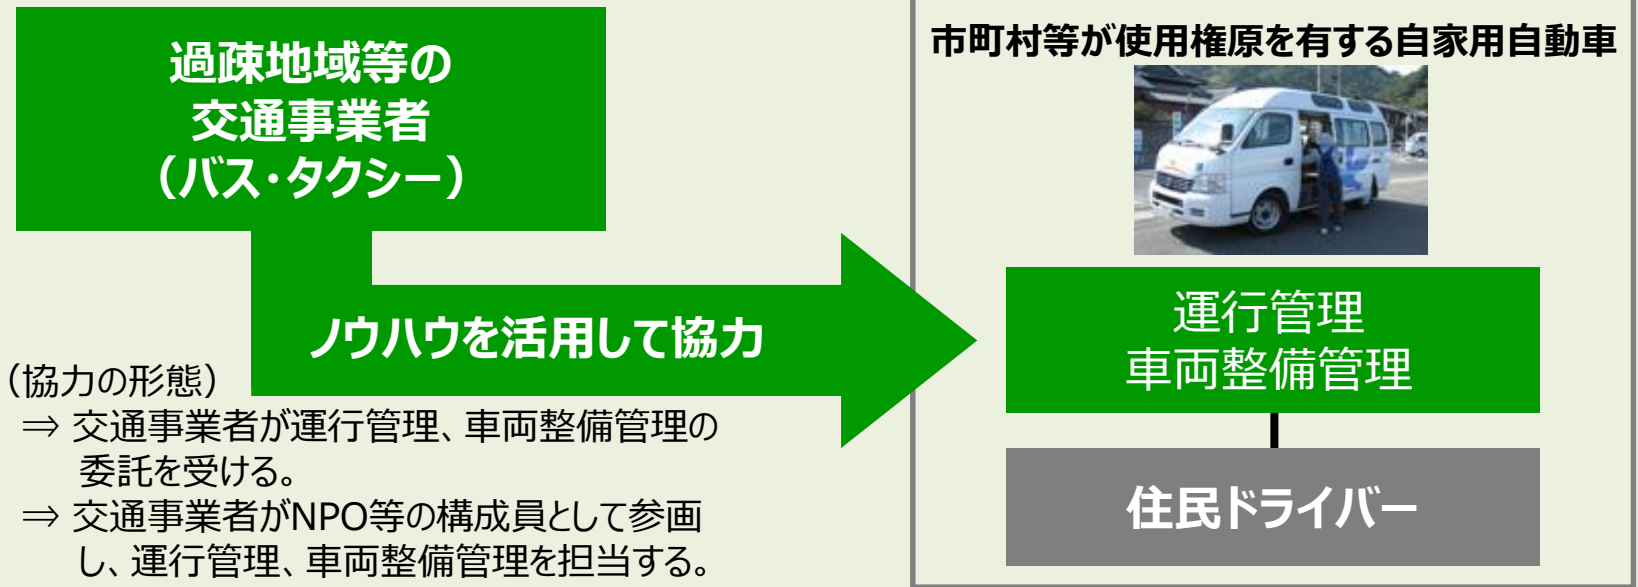 過疎地域等の
交通事業者
（バス・タクシー）
ノウハウを活用して協力
（協力の形態）
⇒ 交通事業者が運行管理、車両整備管理の
委託を受ける。
⇒ 交通事業者がNPO等の構成員として参画
し、運行管理、車両整備管理を担当する。
市町村等が使用権原を有する自家用自動車
運行管理
車両整備管理
住民ドライバー